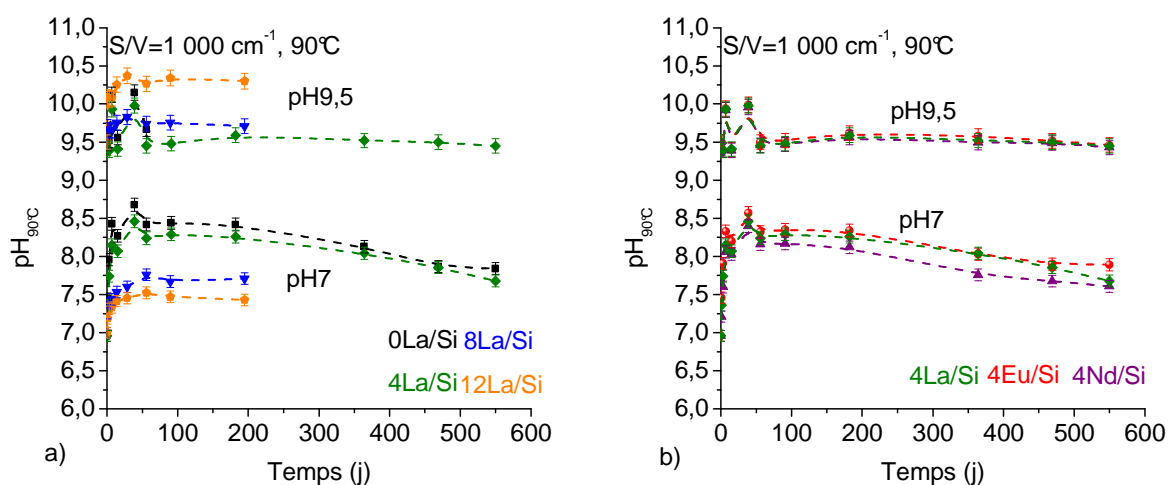 S/V=1 000 cm⁻¹, 90℃
pH9,5
pH7
0La/Si 8La/Si
4La/Si 12La/Si
pH90℃
11,0
10,5
10,0
9,5
9,0
8,5
8,0
7,5
7,0
6,5
6,0
0 100 200 300 400 500 600
Temps (j)
a)
S/V=1 000 cm⁻¹, 90℃
pH9,5
pH7
4La/Si 4Eu/Si 4Nd/Si
pH90℃
11,0
10,5
10,0
9,5
9,0
8,5
8,0
7,5
7,0
6,5
6,0
0 100 200 300 400 500 600
Temps (j)
b)